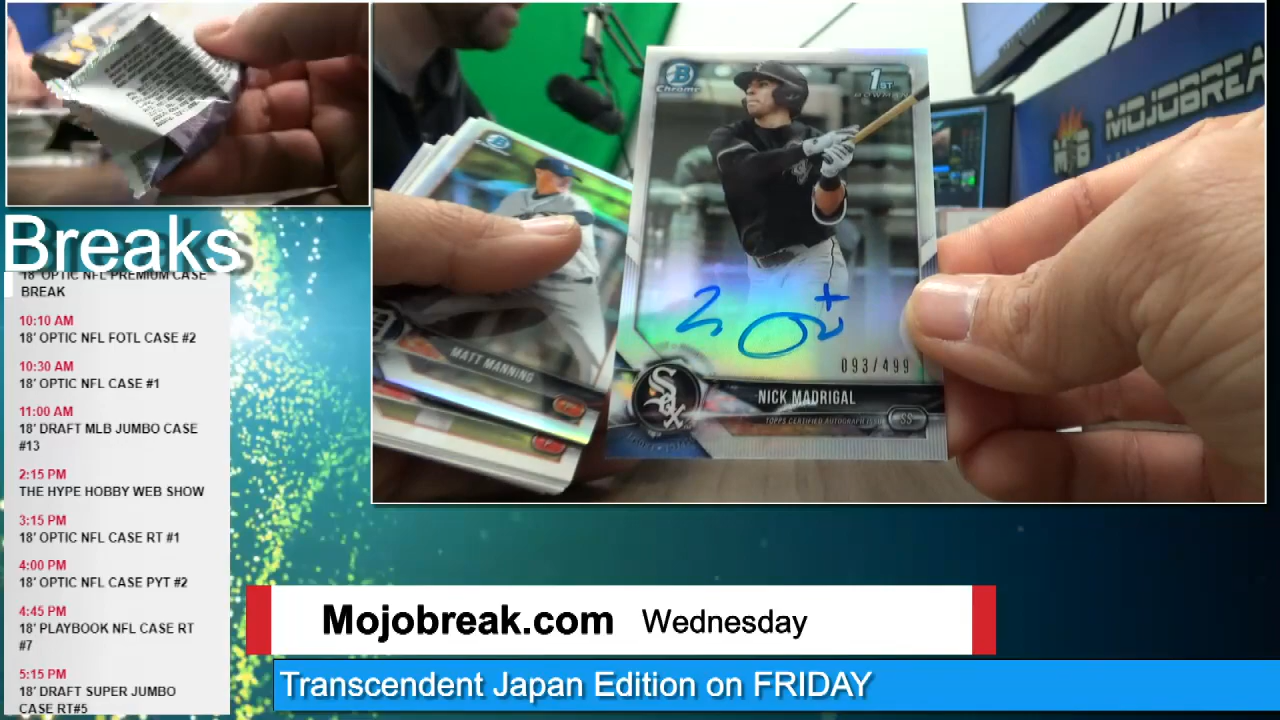 Breaks
18' OPTIC NFL PREMIUM CASE
BREAK
10:10 AM
18' OPTIC NFL FOTL CASE #2
10:30 AM
18' OPTIC NFL CASE #1
11:00 AM
18' DRAFT MLB JUMBO CASE
#13
2:15 PM
THE HYPE HOBBY WEB SHOW
3:15 PM
18' OPTIC NFL CASE RT #1
4:00 PM
18' OPTIC NFL CASE PYT #2
4:45 PM
18' PLAYBOOK NFL CASE RT
#7
5:15 PM
18' DRAFT SUPER JUMBO
CASE RT#5
B
Chrome
1ST
BOWMAN
093/499
Sox
NICK MADRIGAL
TOPPS CERTIFIED AUTOGRAPH
SS
B
MATT MANNING
MOJOBREA
Mojobreak.com Wednesday
Transcendent Japan Edition on FRIDAY